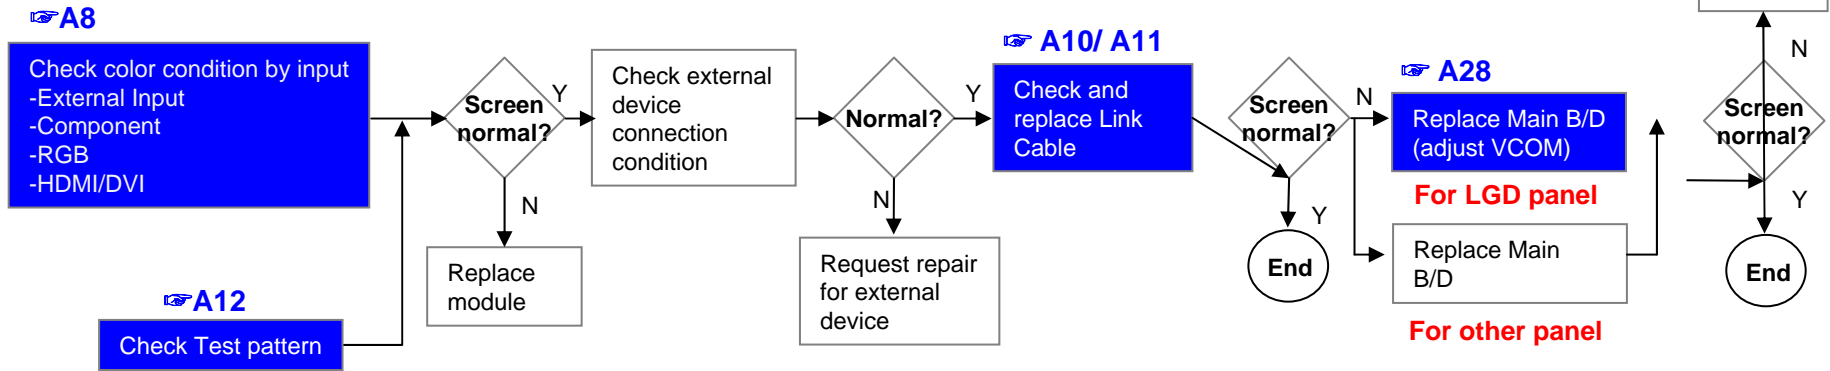 ☞A8
Check color condition by input
-External Input
-Component
-RGB
-HDMI/DVI
☞A12
Check Test pattern
Screen
normal?
Y
N
Replace
module
Check external
device
connection
condition
Normal?
Y
N
Request repair
for external
device
☞ A10/ A11
Check and
replace Link
Cable
Screen
normal?
N
Y
End
☞ A28
Replace Main B/D
(adjust VCOM)
For LGD panel
Replace Main
B/D
For other panel
N
Screen
normal?
Y
End